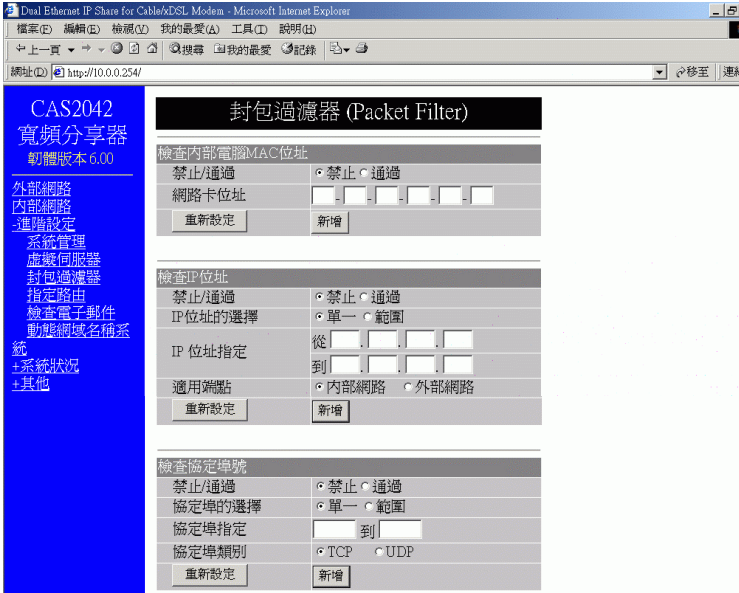 Dual Ethernet IP Share for Cable/xDSL Modem - Microsoft Internet Explorer
檔案(F) 編輯(E) 檢視(V) 我的最愛(A) 工具(T) 說明(H)
上一頁 搜尋 我的最愛 記錄
網址(D) http://10.0.0.254/ 移至 連結
CAS2042
寬頻分享器
韌體版本 6.00
外部網路
內部網路
-進階設定
系統管理
虛擬伺服器
封包過濾器
指定路由
檢查電子郵件
動態網域名稱系
統
+系統狀況
+其他
封包過濾器 (Packet Filter)
檢查內部電腦MAC位址
禁止/通過 禁止 通過
網路卡位址 - - - - -
重新設定 新增
檢查IP位址
禁止/通過 禁止 通過
IP位址的選擇 單一 範圍
IP 位址指定
從 . . .
到 . . .
適用端點 內部網路 外部網路
重新設定 新增
檢查協定埠號
禁止/通過 禁止 通過
協定埠的選擇 單一 範圍
協定埠指定 到
協定埠類別 TCP UDP
重新設定 新增